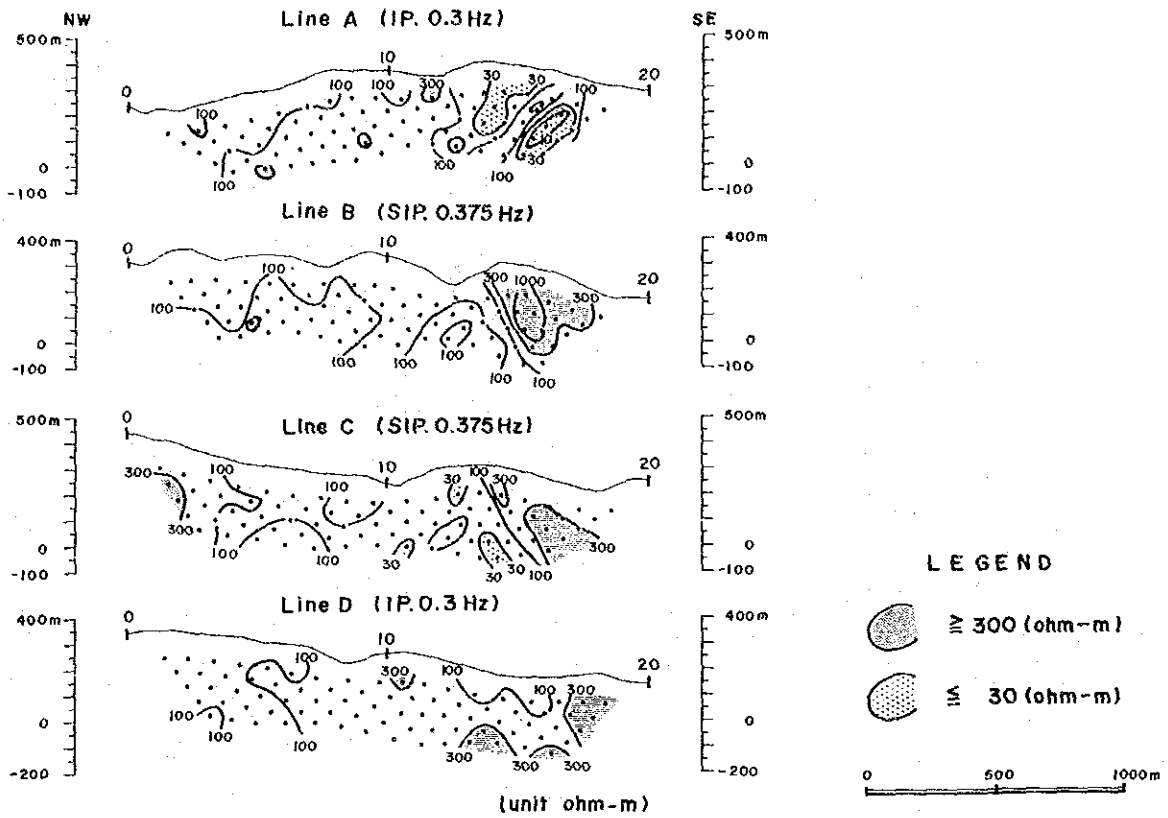 NW Line A (IP. 0.3Hz) SE
500m 500m
10
20
0
100 100 100 300 30 30 100
100 100 100 10 30
0 0
-100 -100
Line B (SIP. 0.375Hz)
400m 400m
0 10 20
100 300 1000 300
100
100 100 100 100 100
0 0
-100 -100
Line C (SIP. 0.375Hz)
500m 500m
0 10 20
300 100 100 30 100 300
300 100 100 30 30 30 100 300
0 0
-100 -100
Line D (IP. 0.3Hz)
400m 400m
0 10 20
100 300 100 100 300
100 100 300 300 300
0 0
-200 -200
(unit ohm-m)
LEGEND
≧ 300 (ohm-m)
≦ 30 (ohm-m)
0 500 1000m